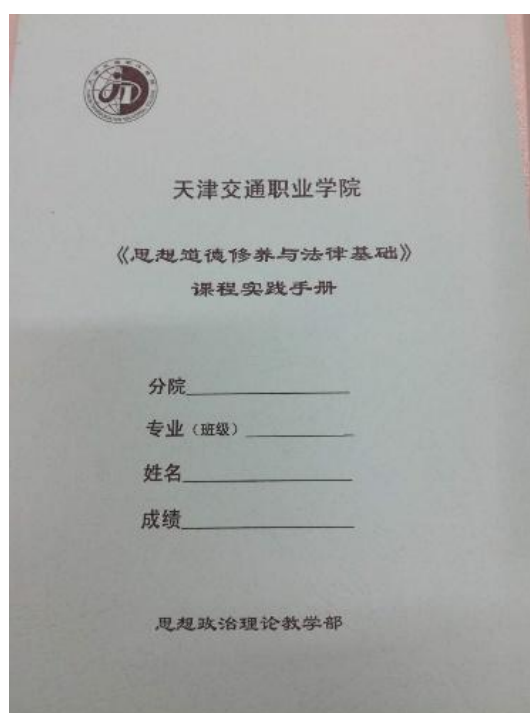 天津交通职业学院
《思想道德修养与法律基础》
课程实践手册
分院
专业（班级）
姓名
成绩
思想政治理论教学部